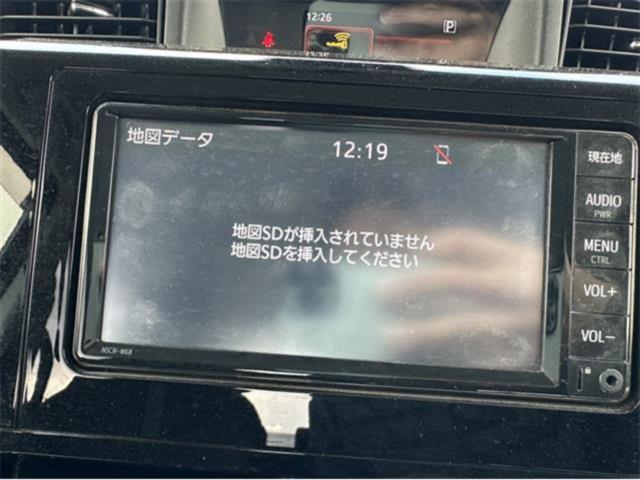 12:26
P
地図データ
12:19
現在地
AUDIO
PWR
地図SDが挿入されていません
MENU
地図SDを挿入してください
CTRL
VOL+
VOL−
NSCN-W68